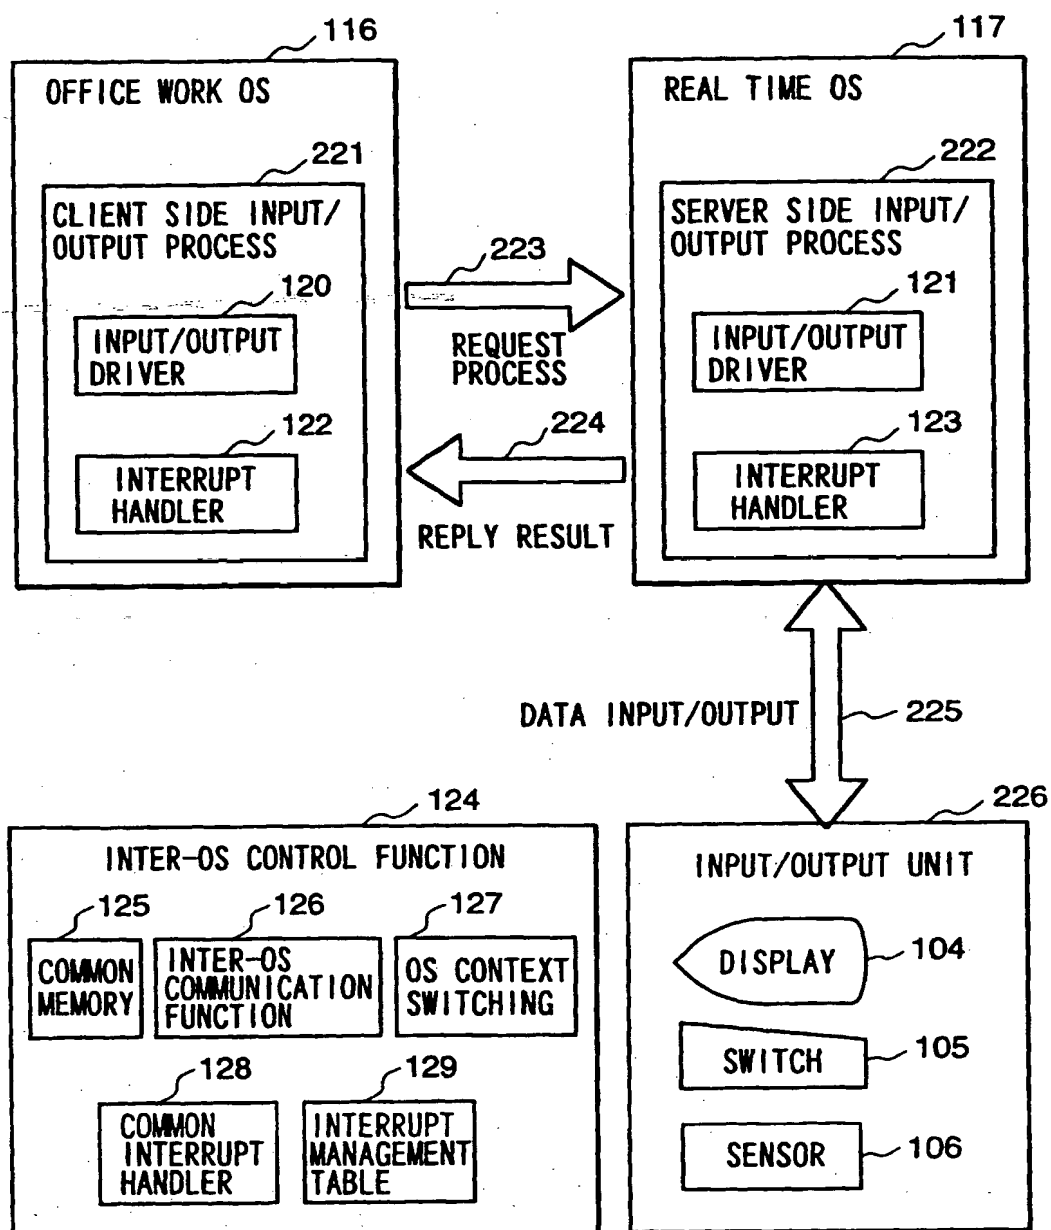 116
OFFICE WORK OS
221
CLIENT SIDE INPUT/
OUTPUT PROCESS
120
INPUT/OUTPUT
DRIVER
122
INTERRUPT
HANDLER
223
REQUEST
PROCESS
224
REPLY RESULT
117
REAL TIME OS
222
SERVER SIDE INPUT/
OUTPUT PROCESS
121
INPUT/OUTPUT
DRIVER
123
INTERRUPT
HANDLER
DATA INPUT/OUTPUT
225
124
INTER-OS CONTROL FUNCTION
125
COMMON
MEMORY
126
INTER-OS
COMMUNICATION
FUNCTION
127
OS CONTEXT
SWITCHING
128
COMMON
INTERRUPT
HANDLER
129
INTERRUPT
MANAGEMENT
TABLE
226
INPUT/OUTPUT UNIT
DISPLAY
104
SWITCH
105
SENSOR
106